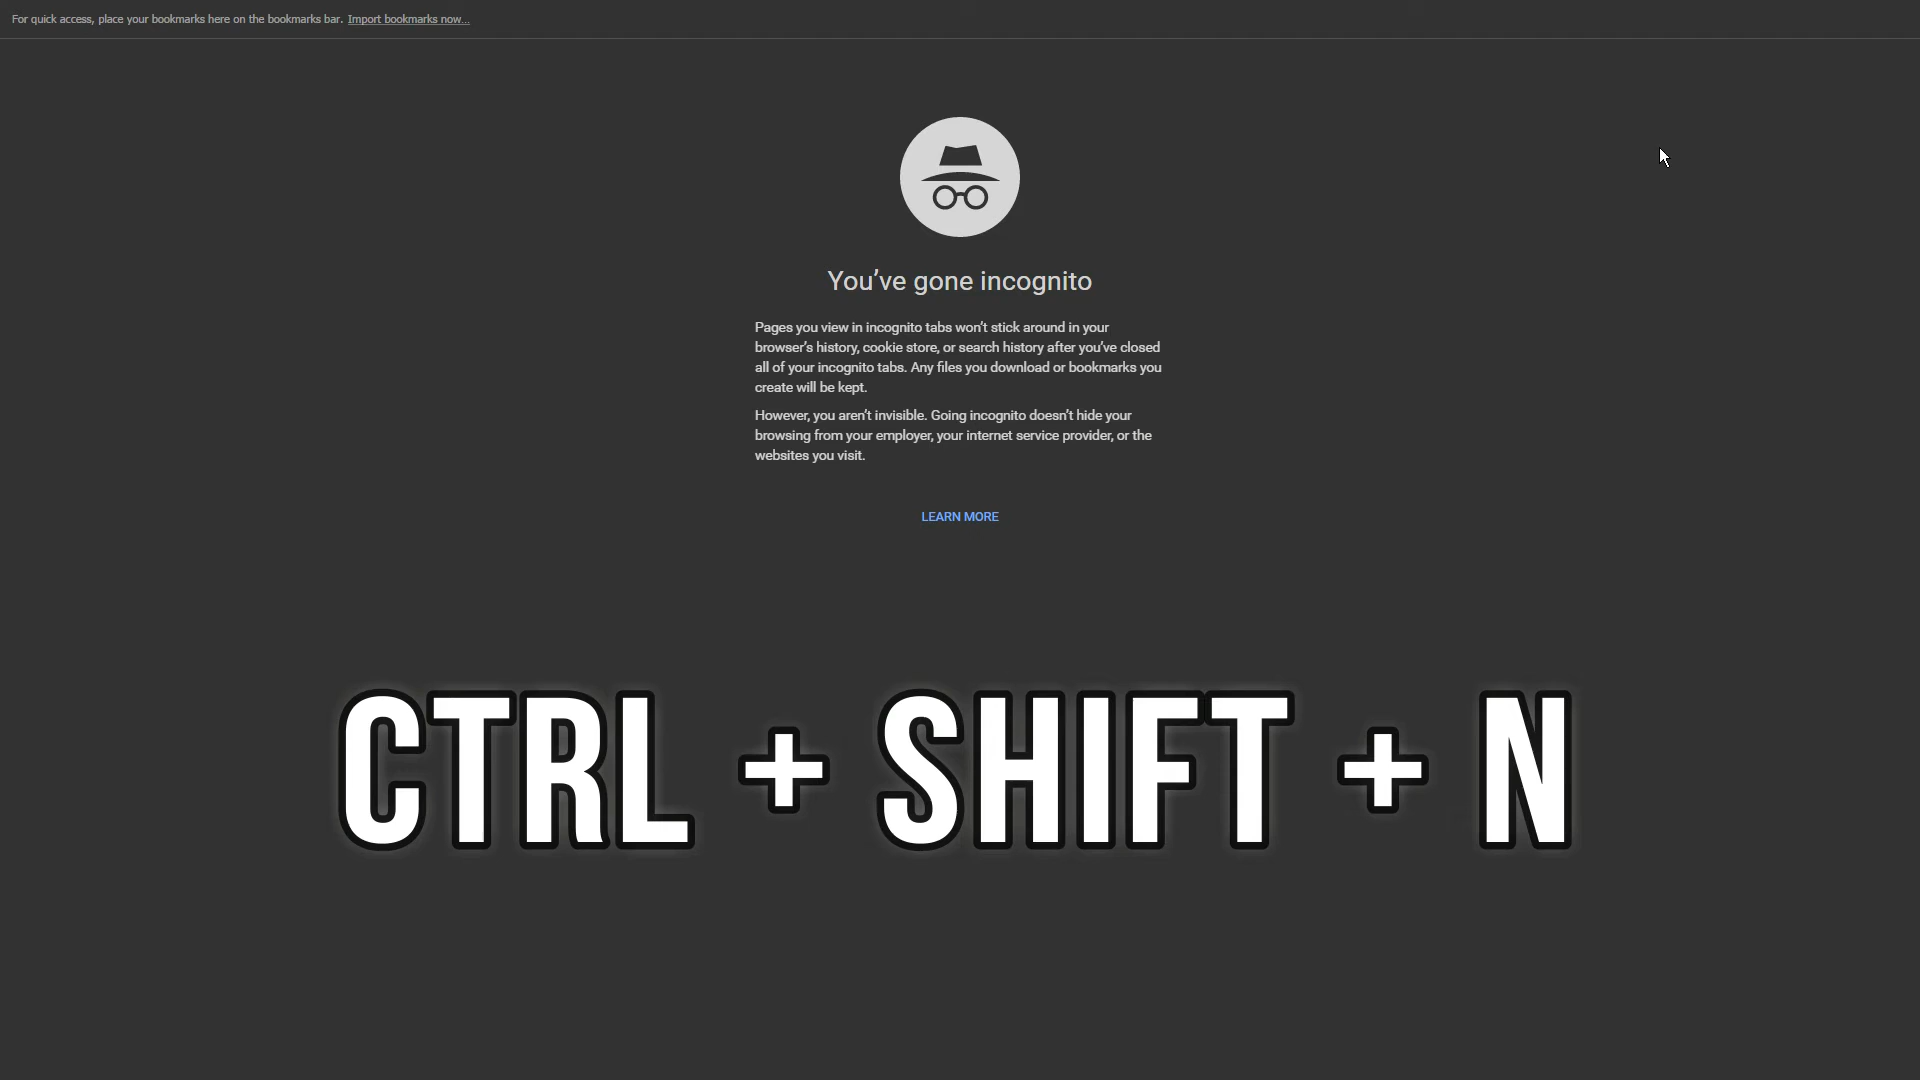 For quick access, place your bookmarks here on the bookmarks bar. Import bookmarks now...
You’ve gone incognito
Pages you view in incognito tabs won’t stick around in your
browser’s history, cookie store, or search history after you’ve closed
all of your incognito tabs. Any files you download or bookmarks you
create will be kept.
However, you aren’t invisible. Going incognito doesn’t hide your
browsing from your employer, your internet service provider, or the
websites you visit.
LEARN MORE
CTRL + SHIFT + N